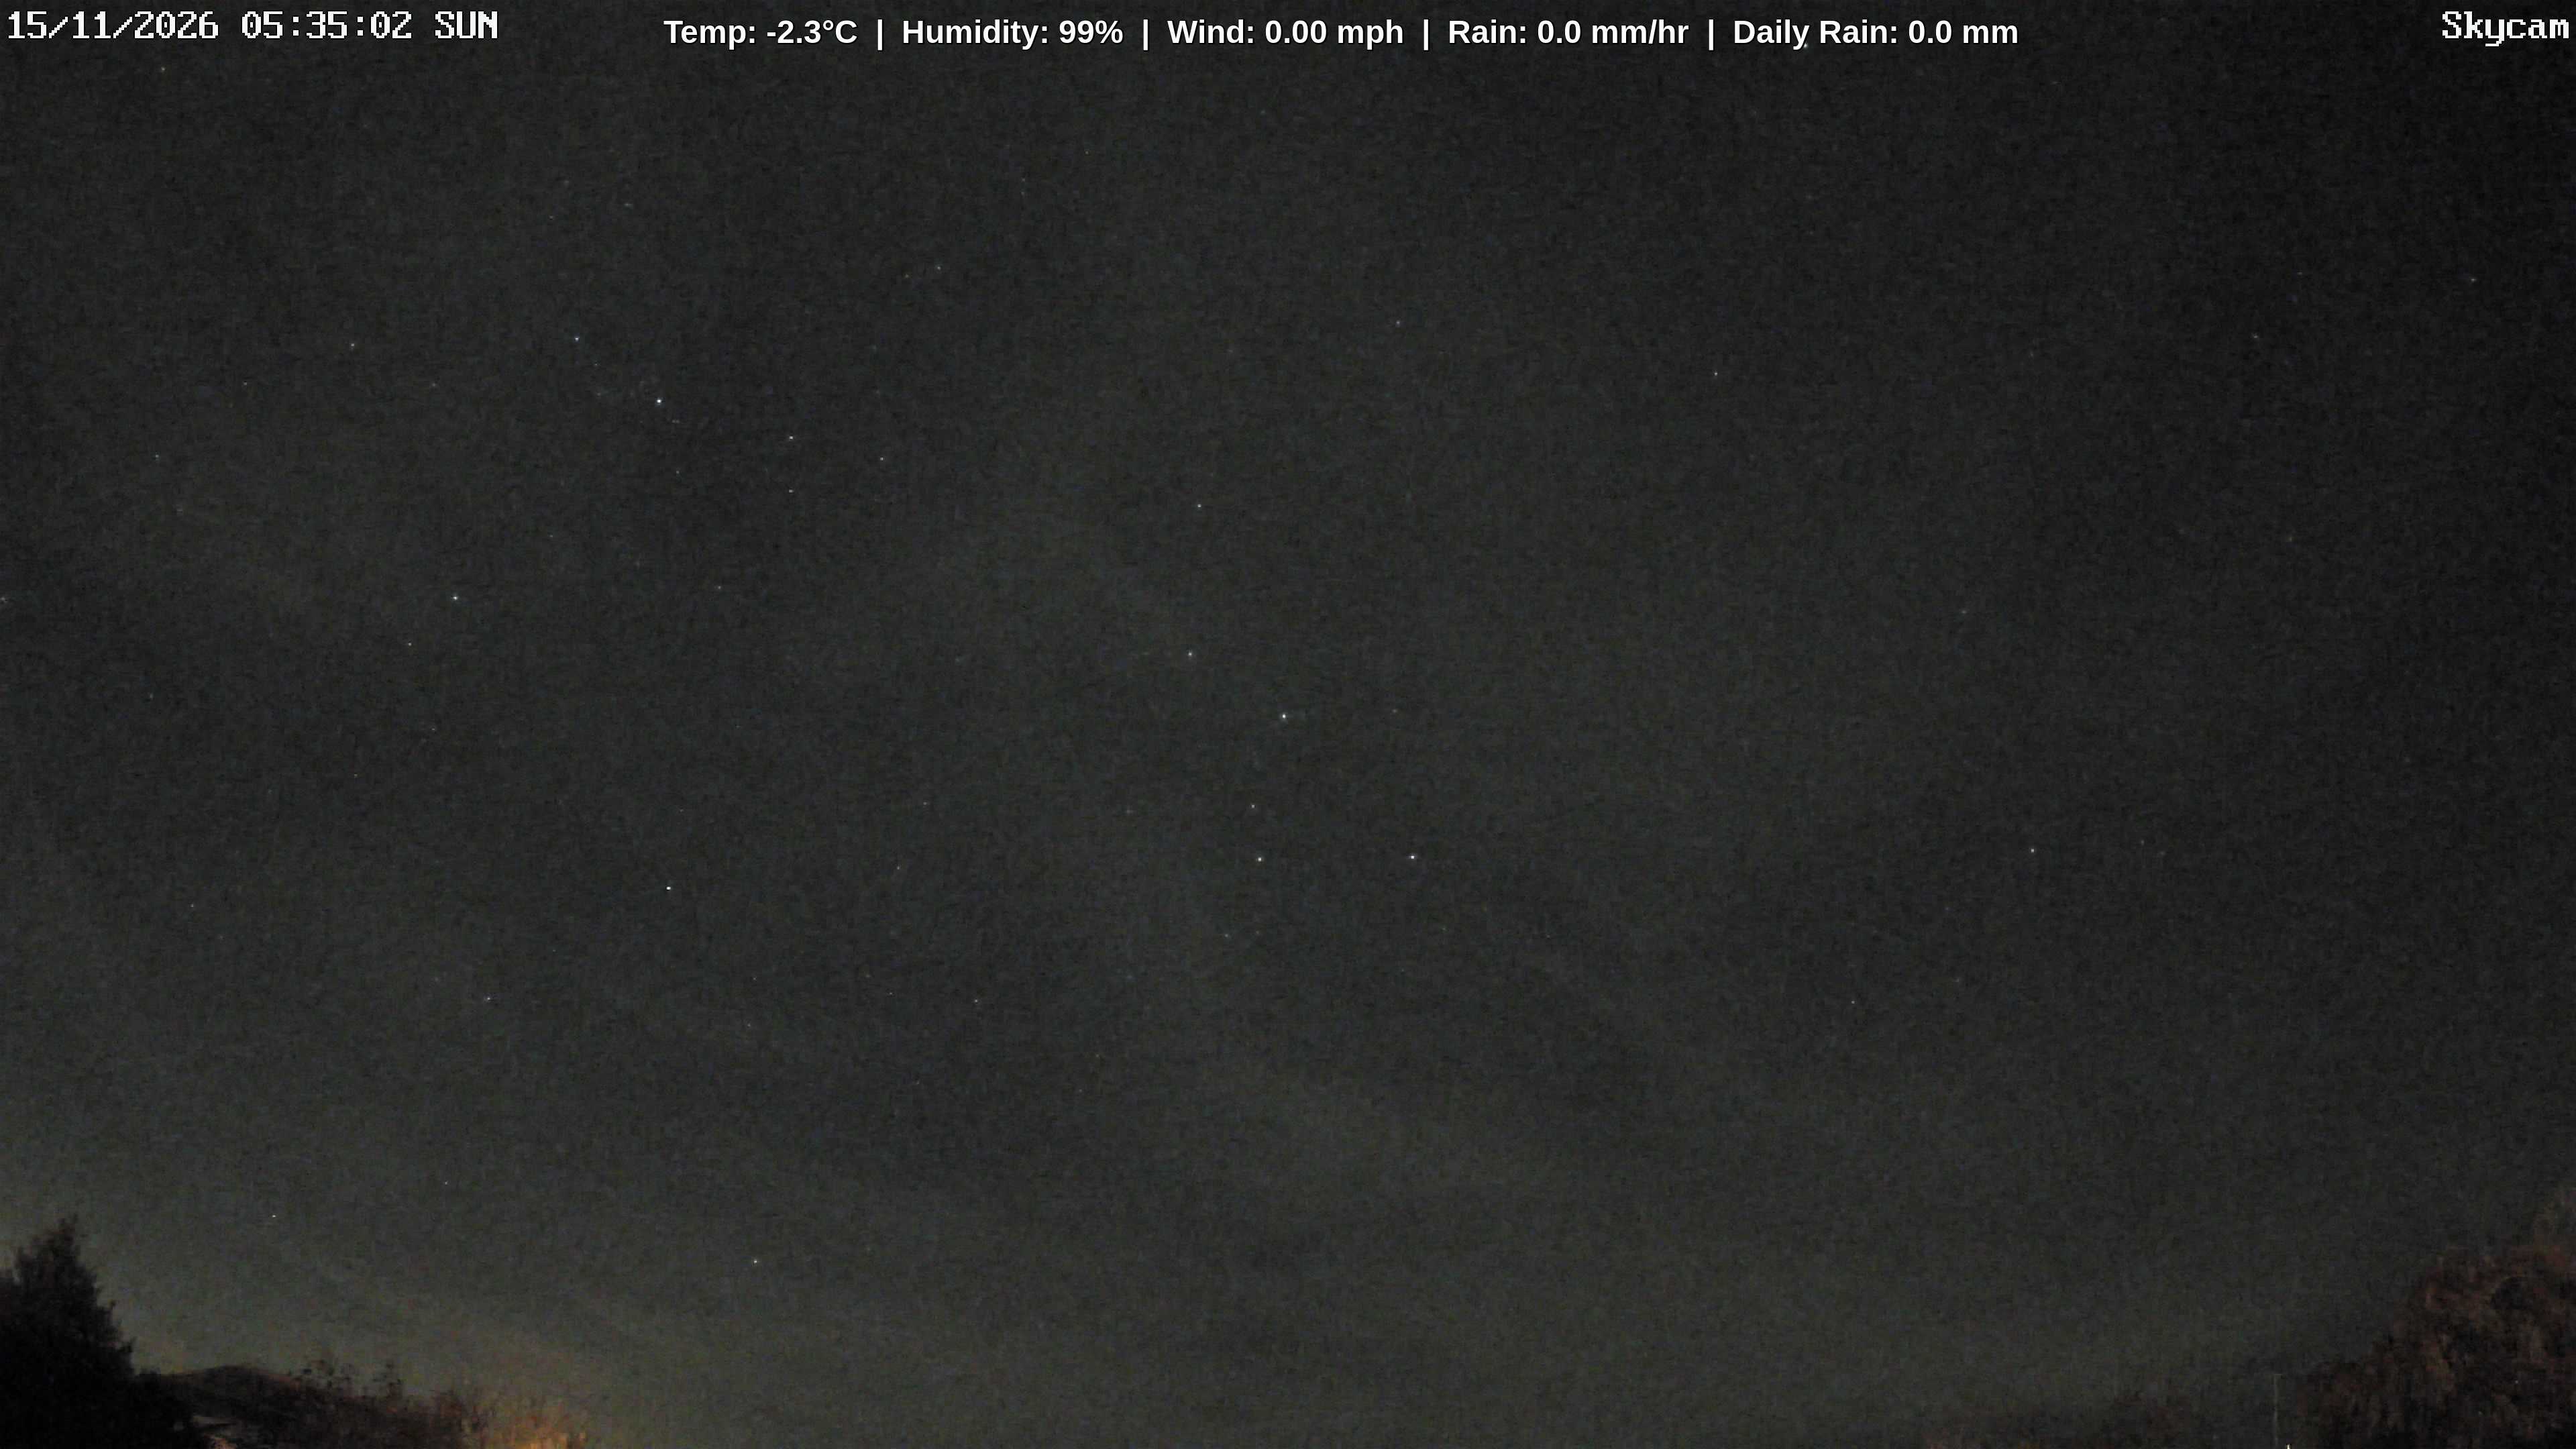 15/11/2026 05:35:02 SUN
Temp: -2.3°C | Humidity: 99% | Wind: 0.00 mph | Rain: 0.0 mm/hr | Daily Rain: 0.0 mm
Skycam